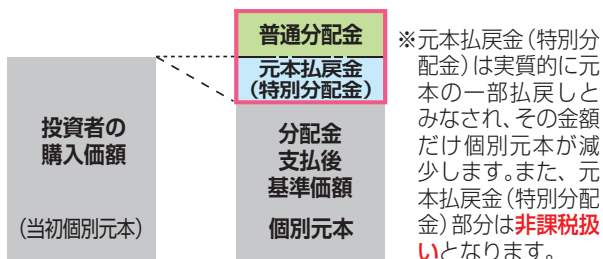 投資者の
購入価額
(当初個別元本)
普通分配金
元本払戻金
(特別分配金)
分配金
支払後
基準価額
個別元本
※元本払戻金(特別分
配金)は実質的に元
本の一部払戻しと
みなされ、その金額
だけ個別元本が減
少します。また、元
本払戻金(特別分配
金)部分は非課税扱
いとなります。